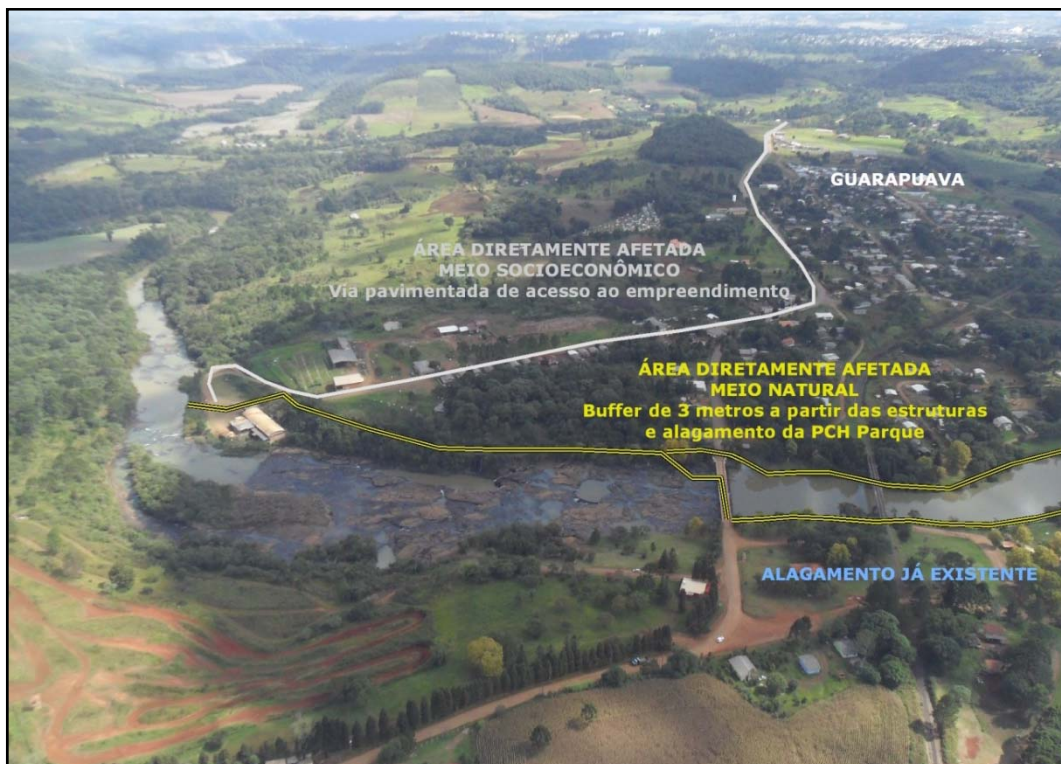 GUARAPUAVA
ÁREA DIRETAMENTE AFETADA
MEIO SOCIOECONÔMICO
Via pavimentada de acesso ao empreendimento
ÁREA DIRETAMENTE AFETADA
MEIO NATURAL
Buffer de 3 metros a partir das estruturas
e alagamento da PCH Parque
ALAGAMENTO JÁ EXISTENTE